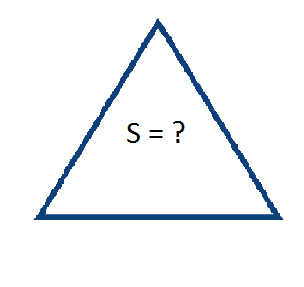 S = ?